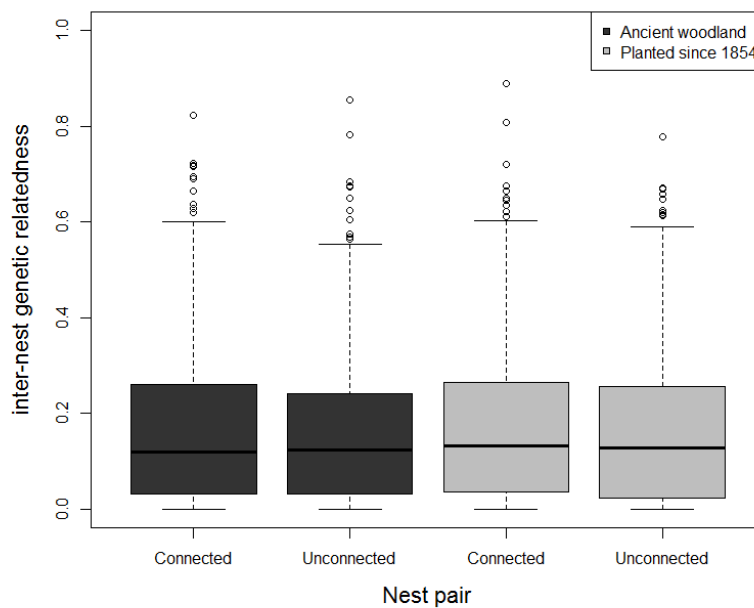 1.0
0.8
0.6
0.4
0.2
0.0
inter-nest genetic relatedness
Ancient woodland
Planted since 1854
Connected Unconnected Connected Unconnected
Nest pair